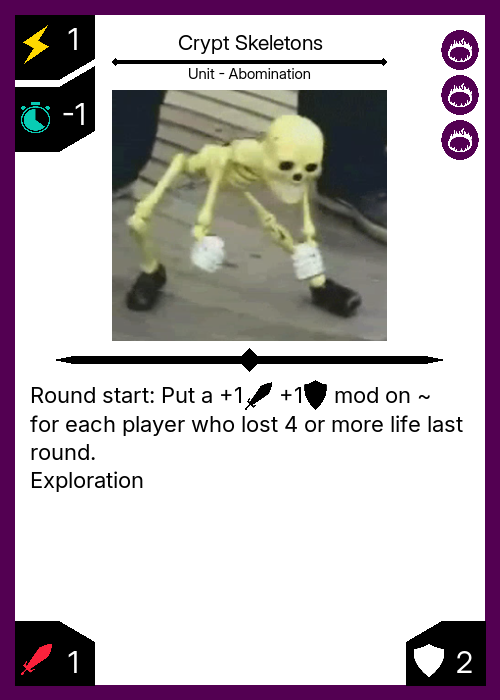 1
Crypt Skeletons
Unit - Abomination
-1
Round start: Put a +1 +1 mod on ~
for each player who lost 4 or more life last
round.
Exploration
1
2